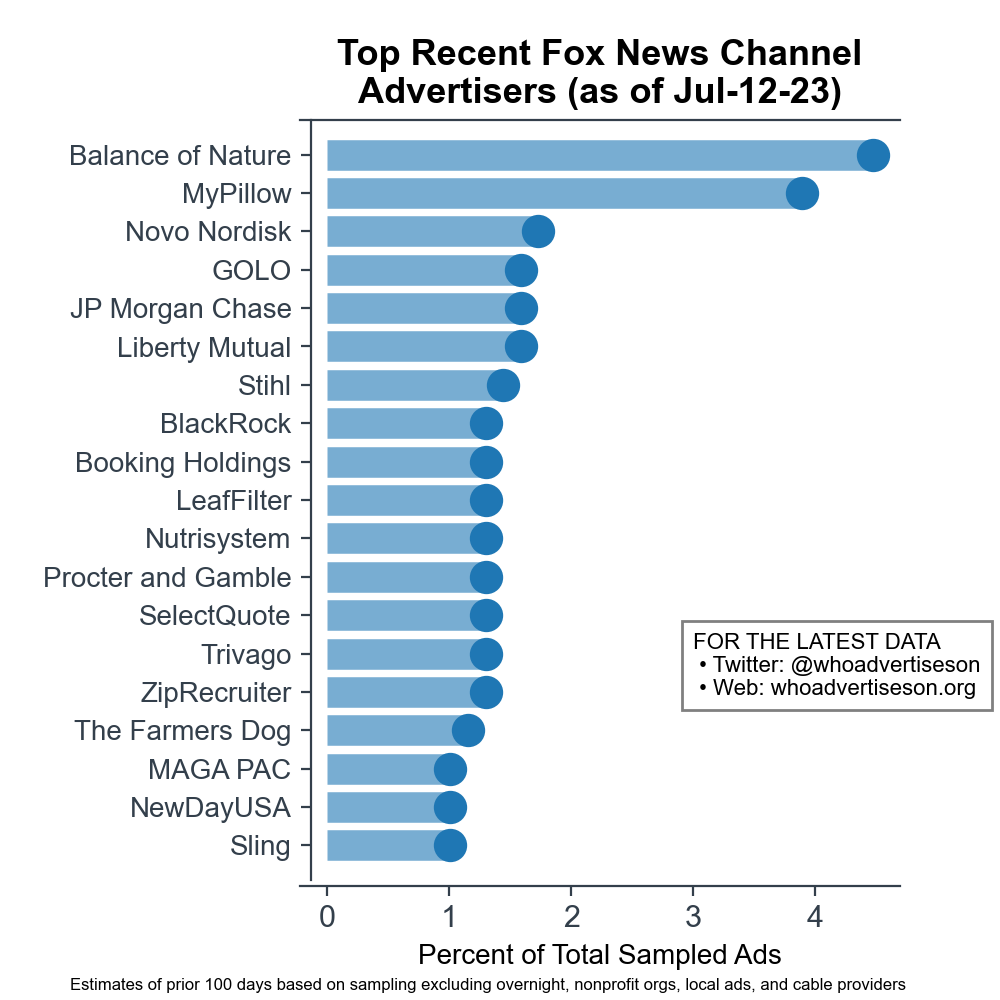 Top Recent Fox News Channel
Advertisers (as of Jul-12-23)
Balance of Nature
MyPillow
Novo Nordisk
GOLO
JP Morgan Chase
Liberty Mutual
Stihl
BlackRock
Booking Holdings
LeafFilter
Nutrisystem
Procter and Gamble
SelectQuote
Trivago
ZipRecruiter
The Farmers Dog
MAGA PAC
NewDayUSA
Sling
FOR THE LATEST DATA
• Twitter: @whoadvertiseson
• Web: whoadvertiseson.org
0 1 2 3 4
Percent of Total Sampled Ads
Estimates of prior 100 days based on sampling excluding overnight, nonprofit orgs, local ads, and cable providers